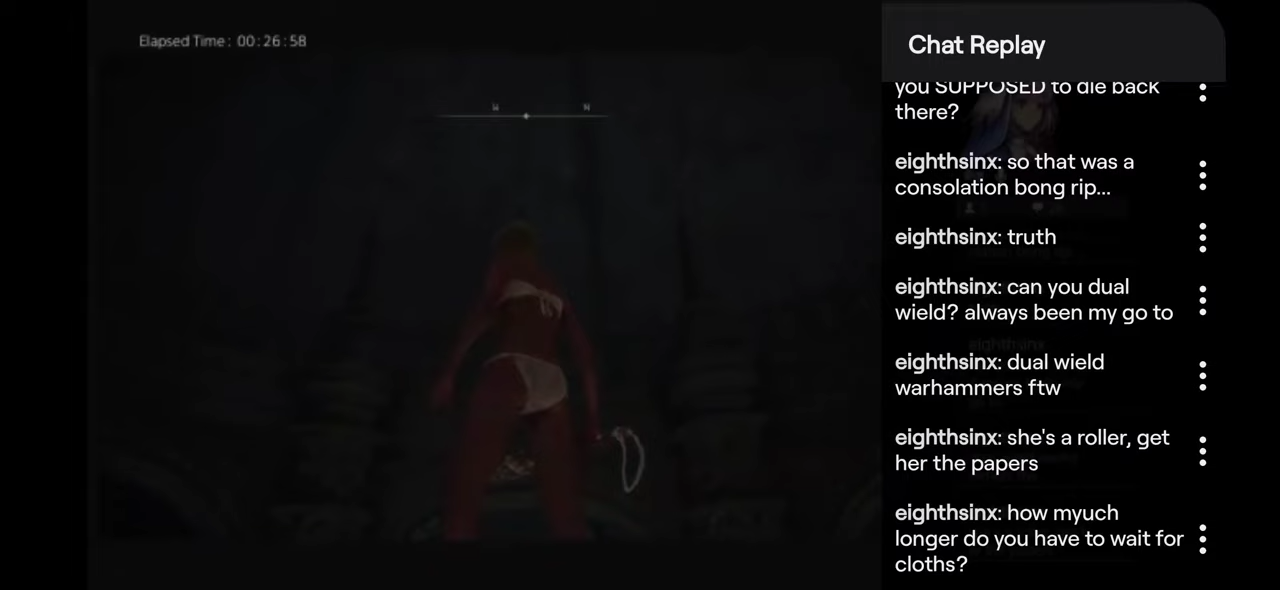 Elapsed Time : 00:26:58
Chat Replay
you SUPPOSED to die back
there?
eighthsinx: so that was a
consolation bong rip...
eighthsinx: truth
eighthsinx: can you dual
wield? always been my go to
eighthsinx: dual wield
warhammers ftw
eighthsinx: she's a roller, get
her the papers
eighthsinx: how myuch
longer do you have to wait for
cloths?